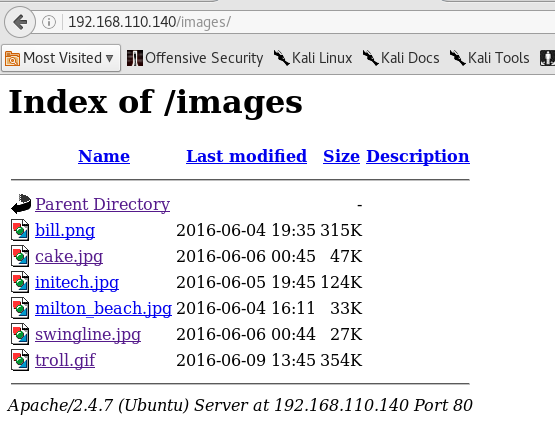 192.168.110.140/images/
Most Visited Offensive Security Kali Linux Kali Docs Kali Tools
Index of /images
Name Last modified Size Description
Parent Directory -
bill.png 2016-06-04 19:35 315K
cake.jpg 2016-06-06 00:45 47K
initech.jpg 2016-06-05 19:45 124K
milton_beach.jpg 2016-06-04 16:11 33K
swingline.jpg 2016-06-06 00:44 27K
troll.gif 2016-06-09 13:45 354K
Apache/2.4.7 (Ubuntu) Server at 192.168.110.140 Port 80